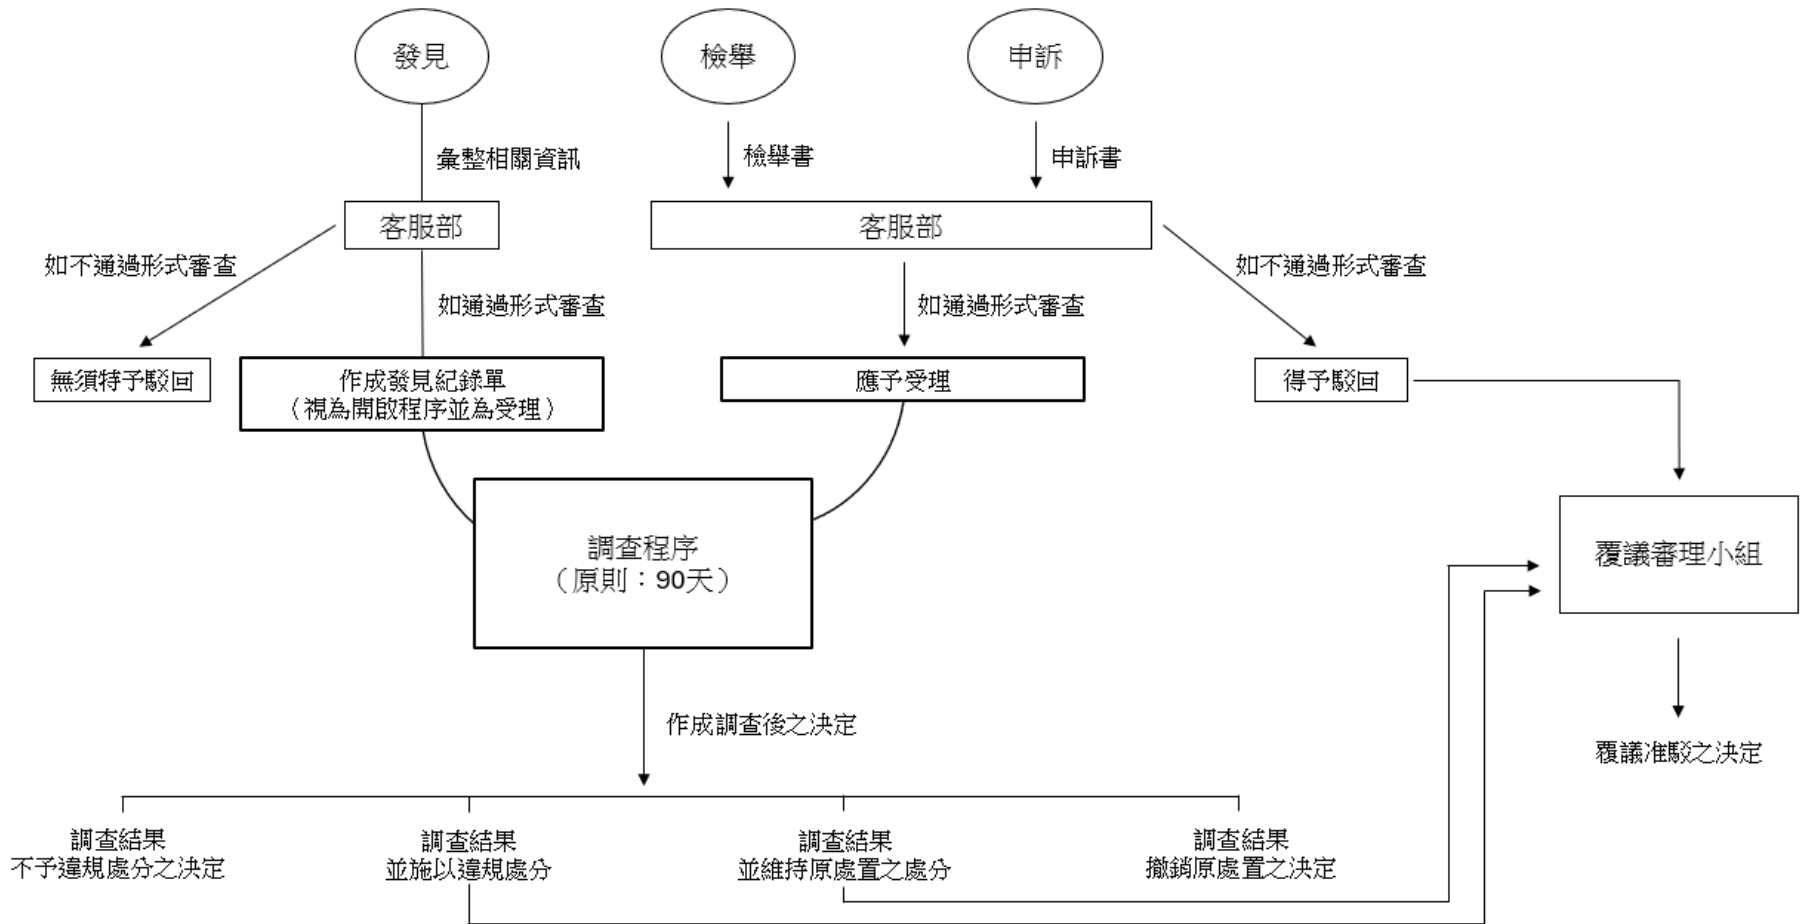 發見
檢舉
申訴
彙整相關資訊
檢舉書
申訴書
客服部
客服部
如不通過形式審查
如通過形式審查
如通過形式審查
如不通過形式審查
無須特予駁回
作成發見紀錄單
（視為開啟程序並為受理）
應予受理
得予駁回
調查程序
（原則：90天）
覆議審理小組
作成調查後之決定
覆議准駁之決定
調查結果
不予違規處分之決定
調查結果
並施以違規處分
調查結果
並維持原處置之處分
調查結果
撤銷原處置之決定